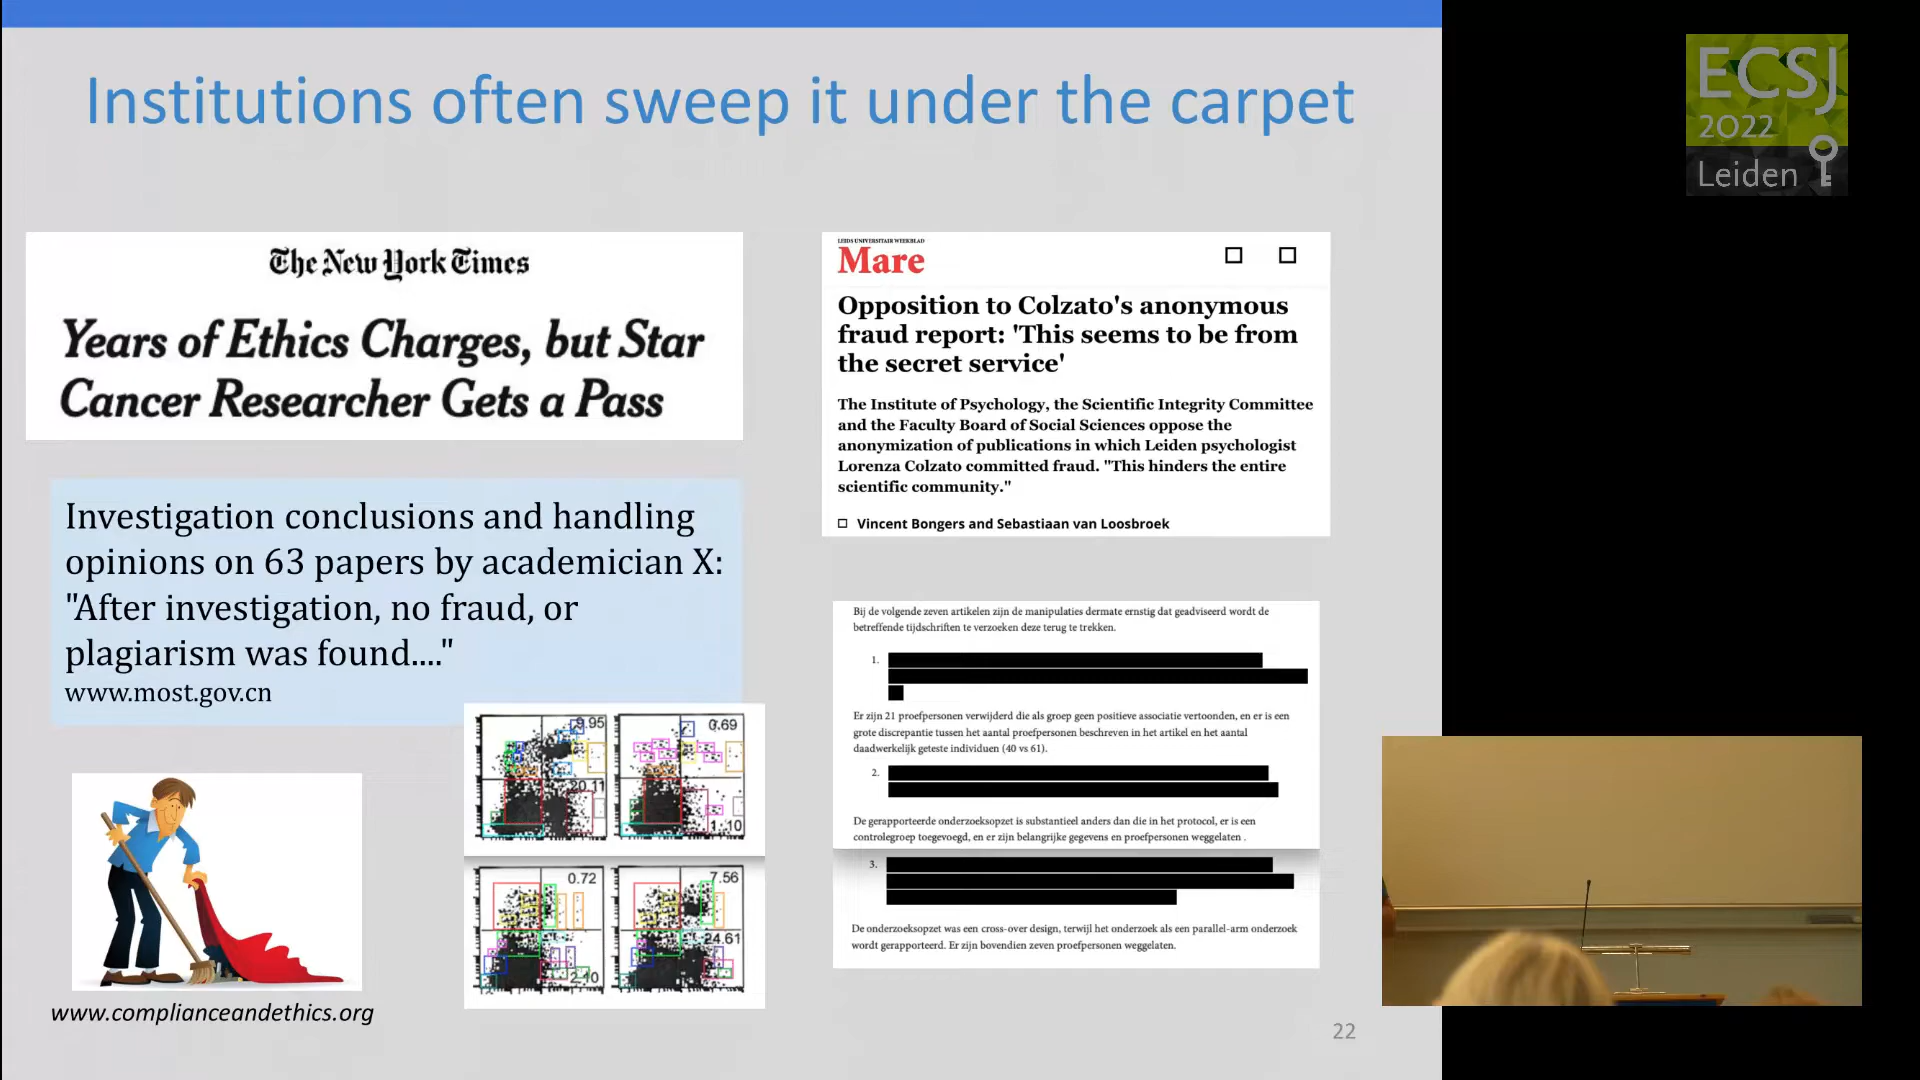 Institutions often sweep it under the carpet
The New York Times
Years of Ethics Charges, but Star
Cancer Researcher Gets a Pass
Investigation conclusions and handling
opinions on 63 papers by academician X:
"After investigation, no fraud, or
plagiarism was found...."
www.most.gov.cn
9.95
0.69
20.11
1.10
0.72
7.56
2.10
24.61
www.complianceandethics.org
LEIDS UNIVERSITAIR WEEKBLAD
Mare
Opposition to Colzato's anonymous
fraud report: 'This seems to be from
the secret service'
The Institute of Psychology, the Scientific Integrity Committee
and the Faculty Board of Social Sciences oppose the
anonymization of publications in which Leiden psychologist
Lorenza Colzato committed fraud. "This hinders the entire
scientific community."
Vincent Bongers and Sebastiaan van Loosbroek
Bij de volgende zeven artikelen zijn de manipulaties dermate ernstig dat geadviseerd wordt de
betreffende tijdschriften te verzoeken deze terug te trekken.
1.
Er zijn 21 proefpersonen verwijderd die als groep geen positieve associatie vertoonden, en er is een
grote discrepantie tussen het aantal proefpersonen beschreven in het artikel en het aantal
daadwerkelijk geteste individuen (40 vs 61).
2.
De gerapporteerde onderzoeksopzet is substantieel anders dan die in het protocol, er is een
controlegroep toegevoegd, en er zijn belangrijke gegevens en proefpersonen weggelaten .
3.
De onderzoeksopzet was een cross-over design, terwijl het onderzoek als een parallel-arm onderzoek
wordt gerapporteerd. Er zijn bovendien zeven proefpersonen weggelaten.
22
ECSJ
2022
Leiden